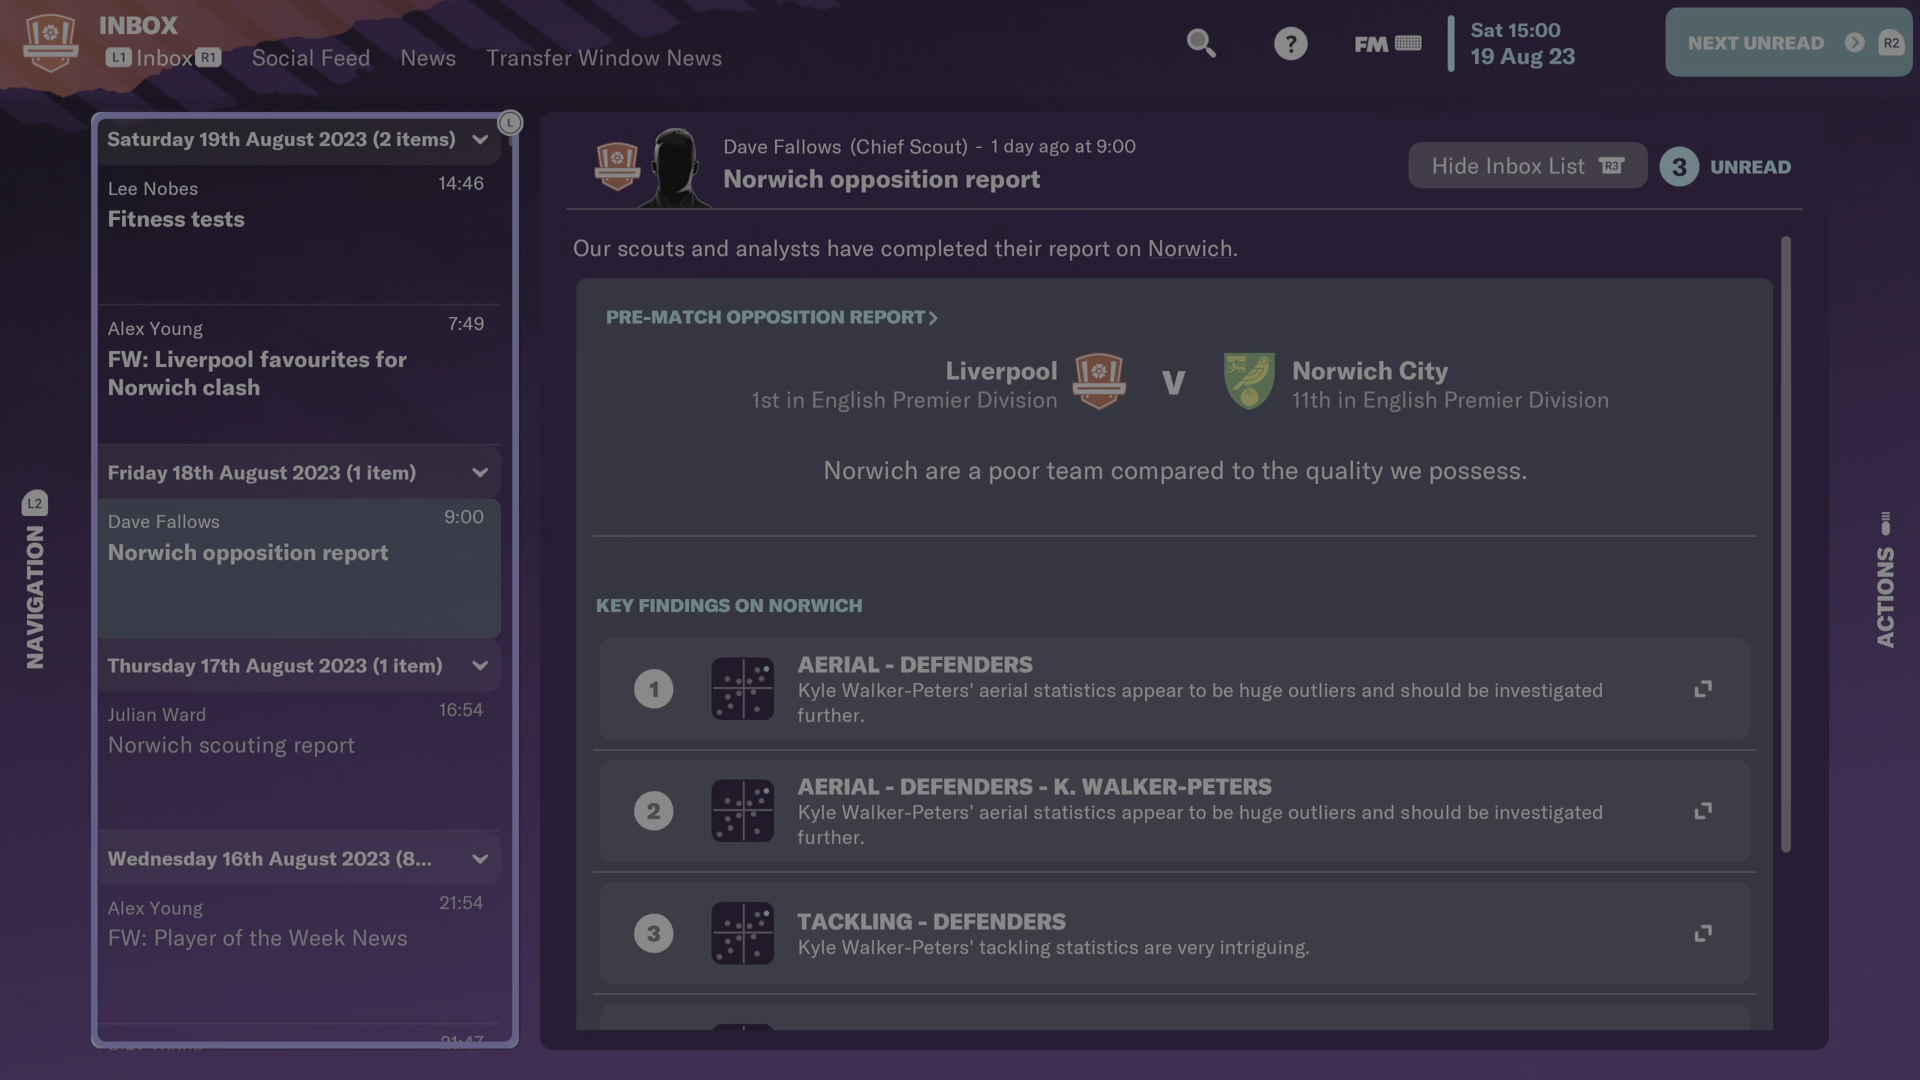 INBOX
L1 Inbox R1 Social Feed News Transfer Window News
?
FM
Sat 15:00
19 Aug 23
NEXT UNREAD R2
NAVIGATION L2
L
Saturday 19th August 2023 (2 items)
Lee Nobes 14:46
Fitness tests
Alex Young 7:49
FW: Liverpool favourites for
Norwich clash
Friday 18th August 2023 (1 item)
Dave Fallows 9:00
Norwich opposition report
Thursday 17th August 2023 (1 item)
Julian Ward 16:54
Norwich scouting report
Wednesday 16th August 2023 (8...
Alex Young 21:54
FW: Player of the Week News
21:47
Dave Fallows (Chief Scout) - 1 day ago at 9:00
Norwich opposition report
Hide Inbox List R3
3 UNREAD
Our scouts and analysts have completed their report on Norwich.
PRE-MATCH OPPOSITION REPORT
Liverpool V Norwich City
1st in English Premier Division 11th in English Premier Division
Norwich are a poor team compared to the quality we possess.
KEY FINDINGS ON NORWICH
1
AERIAL - DEFENDERS
Kyle Walker-Peters' aerial statistics appear to be huge outliers and should be investigated
further.
2
AERIAL - DEFENDERS - K. WALKER-PETERS
Kyle Walker-Peters' aerial statistics appear to be huge outliers and should be investigated
further.
3
TACKLING - DEFENDERS
Kyle Walker-Peters' tackling statistics are very intriguing.
ACTIONS